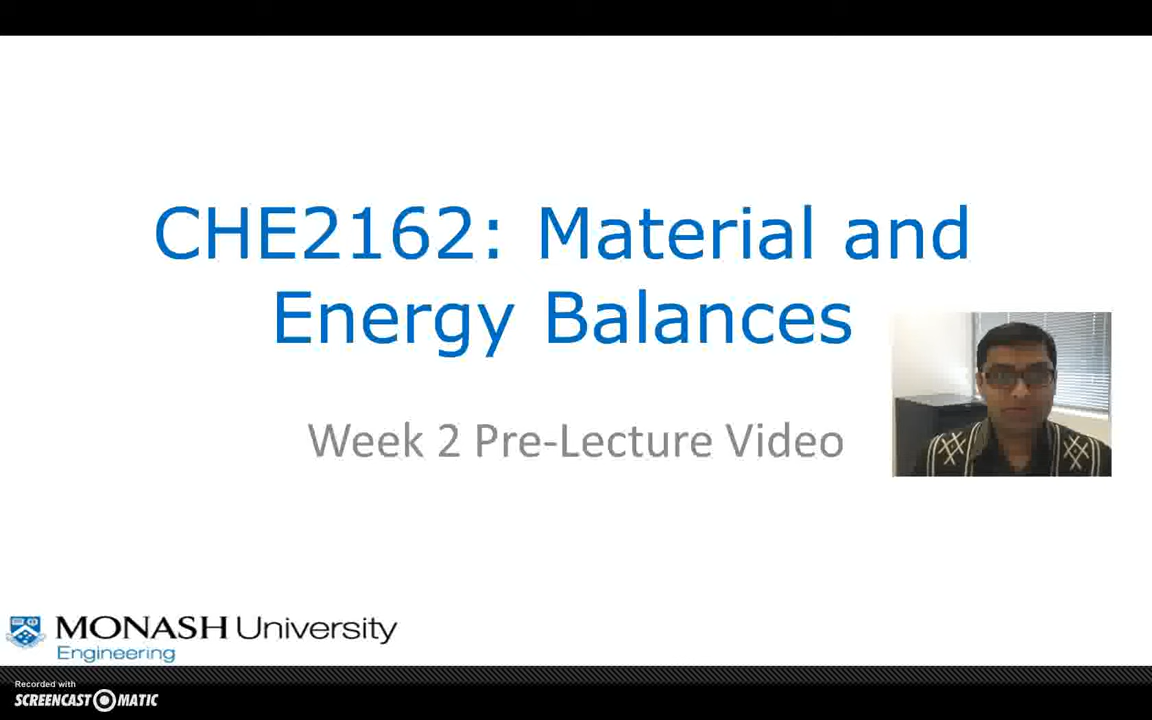 CHE2162: Material and
Energy Balances
Week 2 Pre-Lecture Video
MONASH University
Engineering
Recorded with
SCREENCAST MATIC